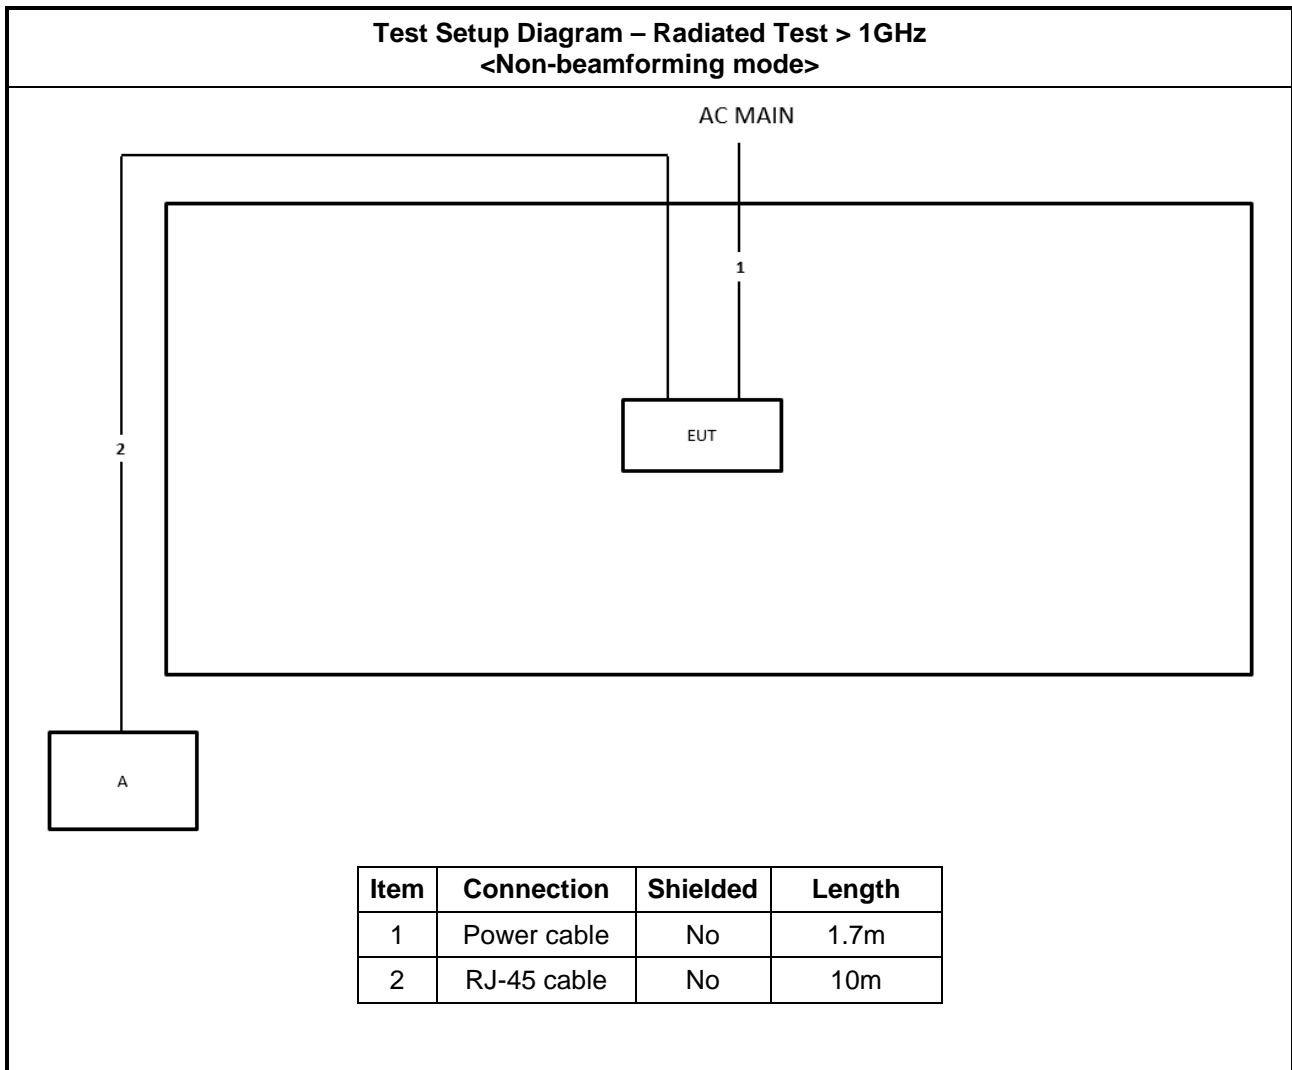 Test Setup Diagram – Radiated Test > 1GHz
<Non-beamforming mode>
AC MAIN
1
EUT
2
A
Item Connection Shielded Length
1 Power cable No 1.7m
2 RJ-45 cable No 10m